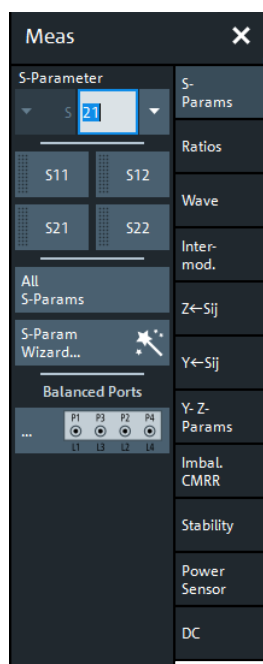 Meas
S-Parameter
S 21
S11 S12
S21 S22
All
S-Params
S-Param
Wizard...
Balanced Ports
... P1 P3 P2 P4
L1 L3 L2 L4
S-
Params
Ratios
Wave
Inter-
mod.
Z←Sij
Y←Sij
Y- Z-
Params
Imbal.
CMRR
Stability
Power
Sensor
DC